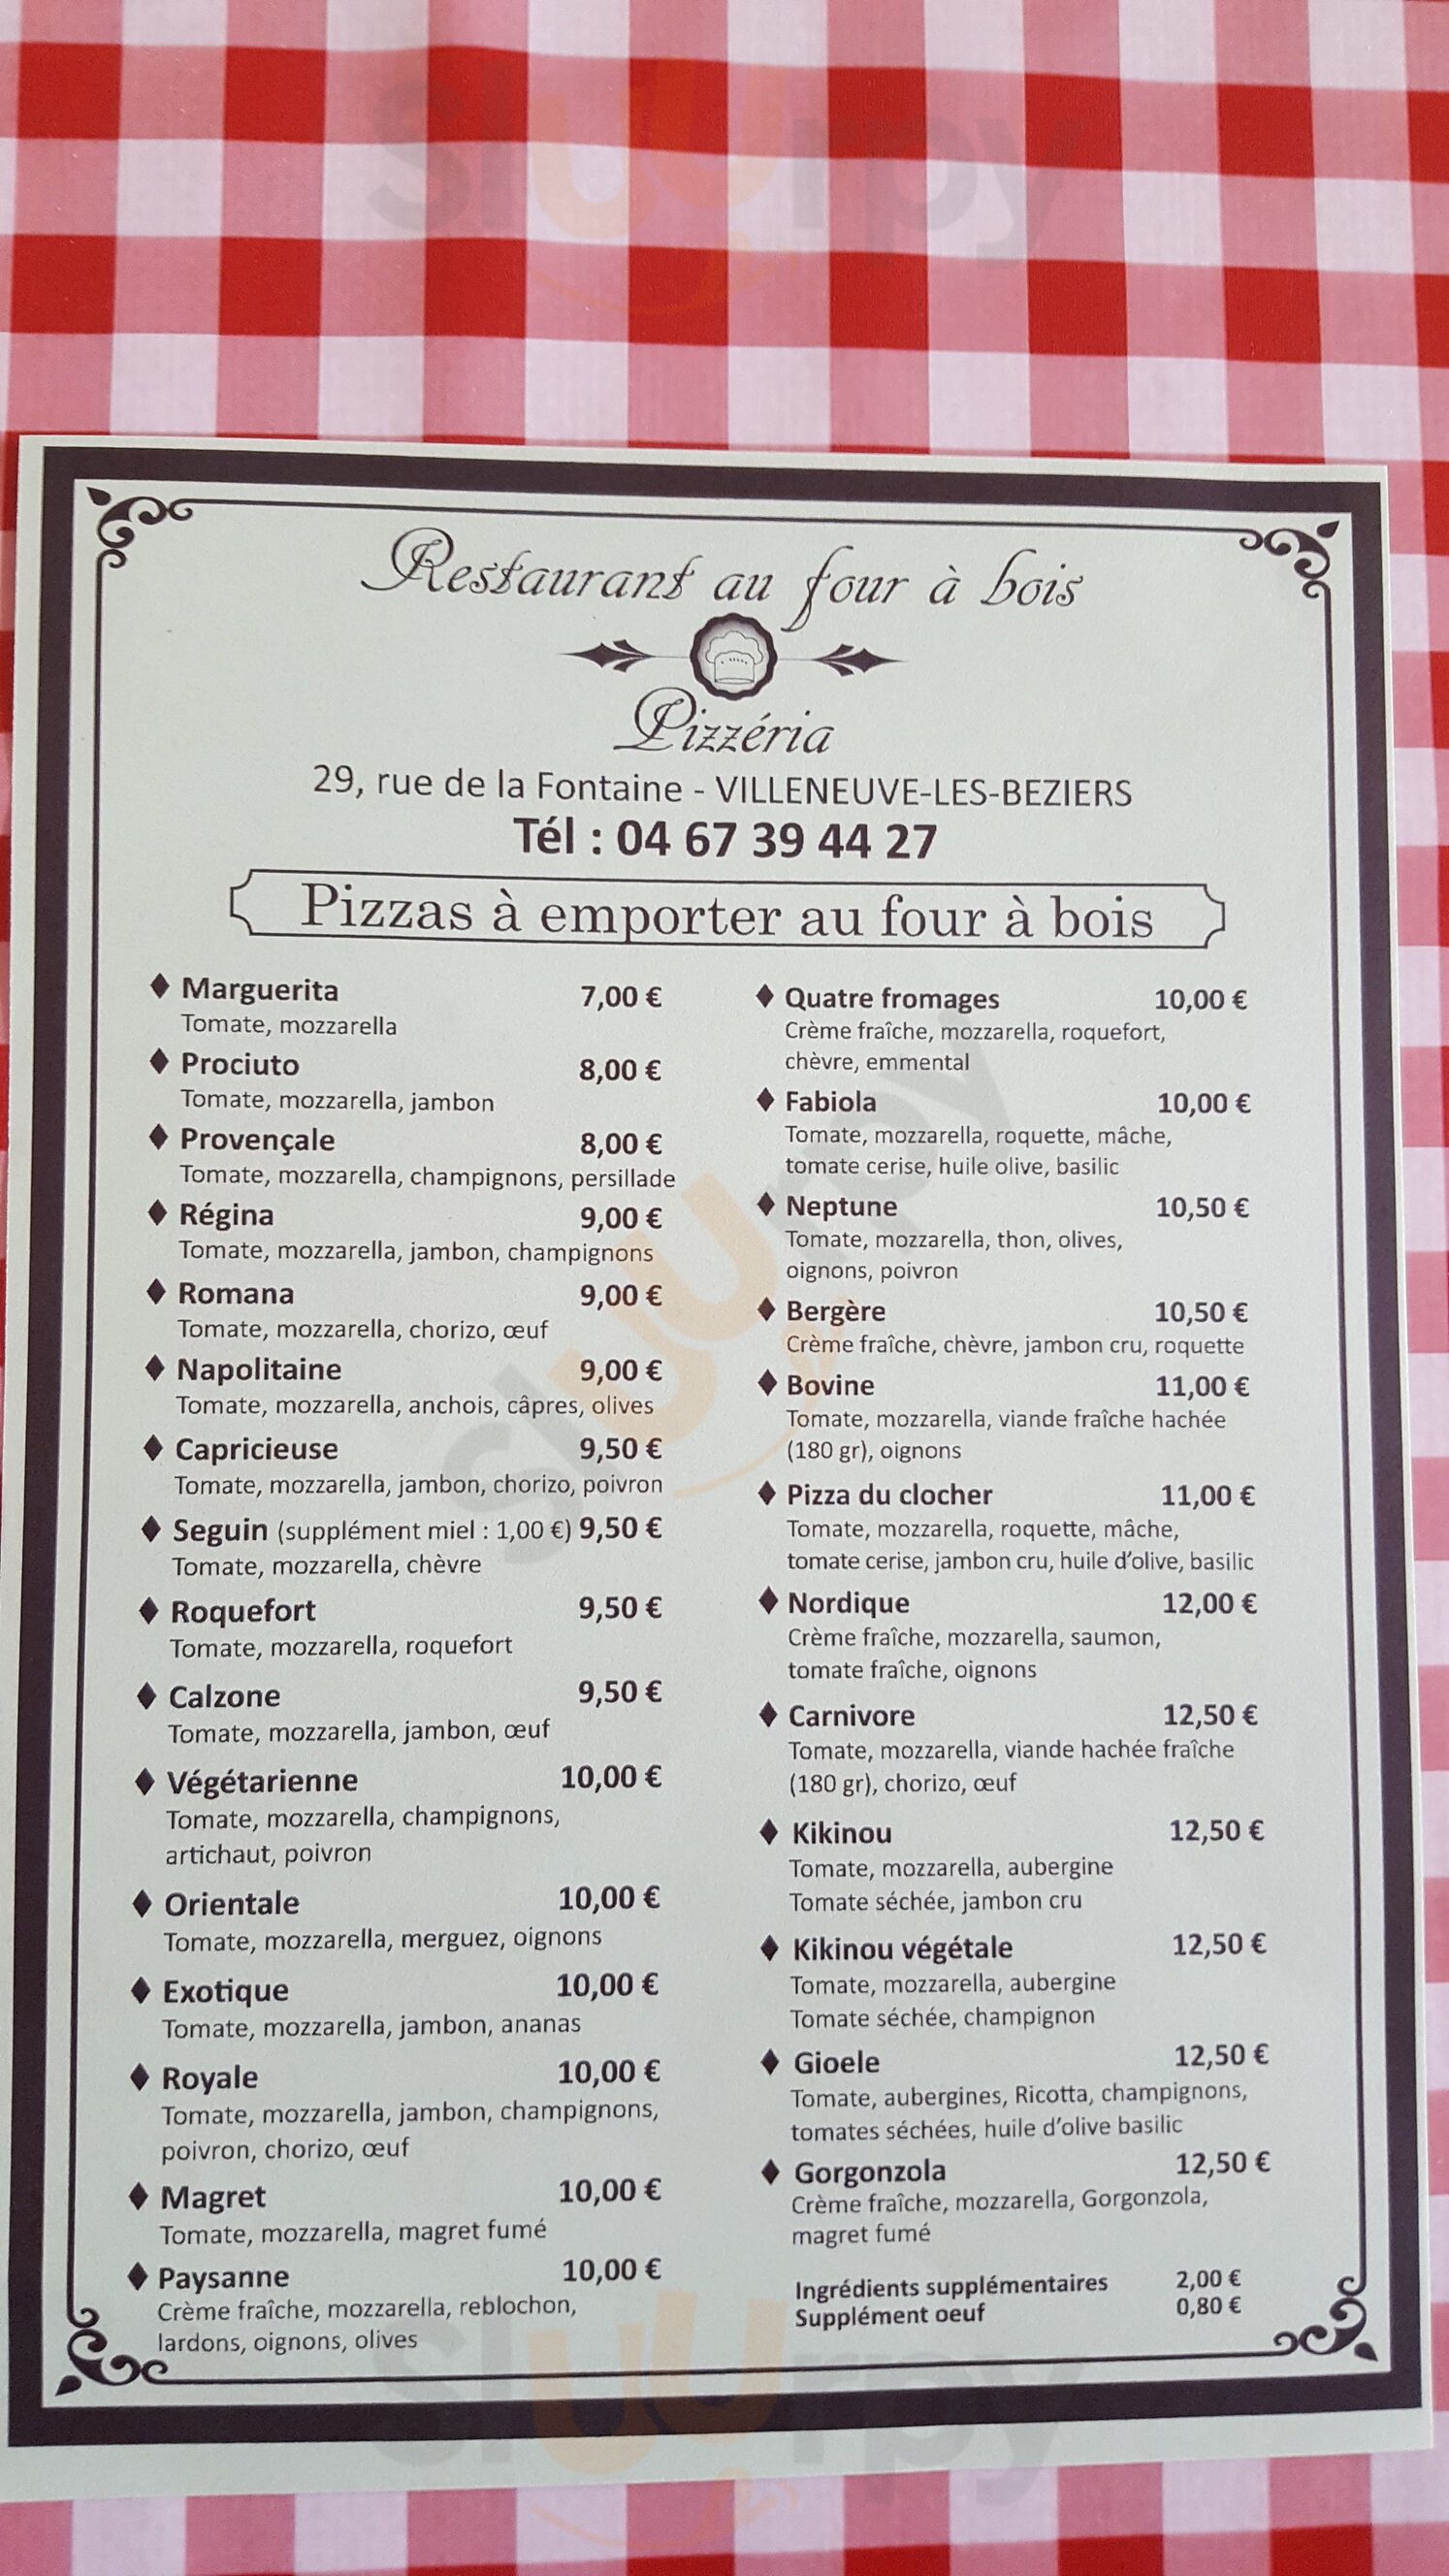 Restaurant au four à bois
Pizzéria
29, rue de la Fontaine - VILLENEUVE-LES-BEZIERS
Tél : 04 67 39 44 27
Pizzas à emporter au four à bois
Marguerita 7,00 €
Tomate, mozzarella
Prociuto 8,00 €
Tomate, mozzarella, jambon
Provençale 8,00 €
Tomate, mozzarella, champignons, persillade
Régina 9,00 €
Tomate, mozzarella, jambon, champignons
Romana 9,00 €
Tomate, mozzarella, chorizo, œuf
Napolitaine 9,00 €
Tomate, mozzarella, anchois, câpres, olives
Capricieuse 9,50 €
Tomate, mozzarella, jambon, chorizo, poivron
Seguin (supplément miel : 1,00 €) 9,50 €
Tomate, mozzarella, chèvre
Roquefort 9,50 €
Tomate, mozzarella, roquefort
Calzone 9,50 €
Tomate, mozzarella, jambon, œuf
Végétarienne 10,00 €
Tomate, mozzarella, champignons,
artichaut, poivron
Orientale 10,00 €
Tomate, mozzarella, merguez, oignons
Exotique 10,00 €
Tomate, mozzarella, jambon, ananas
Royale 10,00 €
Tomate, mozzarella, jambon, champignons,
poivron, chorizo, œuf
Magret 10,00 €
Tomate, mozzarella, magret fumé
Paysanne 10,00 €
Crème fraîche, mozzarella, reblochon,
lardons, oignons, olives
Quatre fromages 10,00 €
Crème fraîche, mozzarella, roquefort,
chèvre, emmental
Fabiola 10,00 €
Tomate, mozzarella, roquette, mâche,
tomate cerise, huile olive, basilic
Neptune 10,50 €
Tomate, mozzarella, thon, olives,
oignons, poivron
Bergère 10,50 €
Crème fraîche, chèvre, jambon cru, roquette
Bovine 11,00 €
Tomate, mozzarella, viande fraîche hachée
(180 gr), oignons
Pizza du clocher 11,00 €
Tomate, mozzarella, roquette, mâche,
tomate cerise, jambon cru, huile d'olive, basilic
Nordique 12,00 €
Crème fraîche, mozzarella, saumon,
tomate fraîche, oignons
Carnivore 12,50 €
Tomate, mozzarella, viande hachée fraîche
(180 gr), chorizo, œuf
Kikinou 12,50 €
Tomate, mozzarella, aubergine
Tomate séchée, jambon cru
Kikinou végétale 12,50 €
Tomate, mozzarella, aubergine
Tomate séchée, champignon
Gioele 12,50 €
Tomate, aubergines, Ricotta, champignons,
tomates séchées, huile d'olive basilic
Gorgonzola 12,50 €
Crème fraîche, mozzarella, Gorgonzola,
magret fumé
Ingrédients supplémentaires 2,00 €
Supplément oeuf 0,80 €
sluurpy
sluurpy
sluurpy